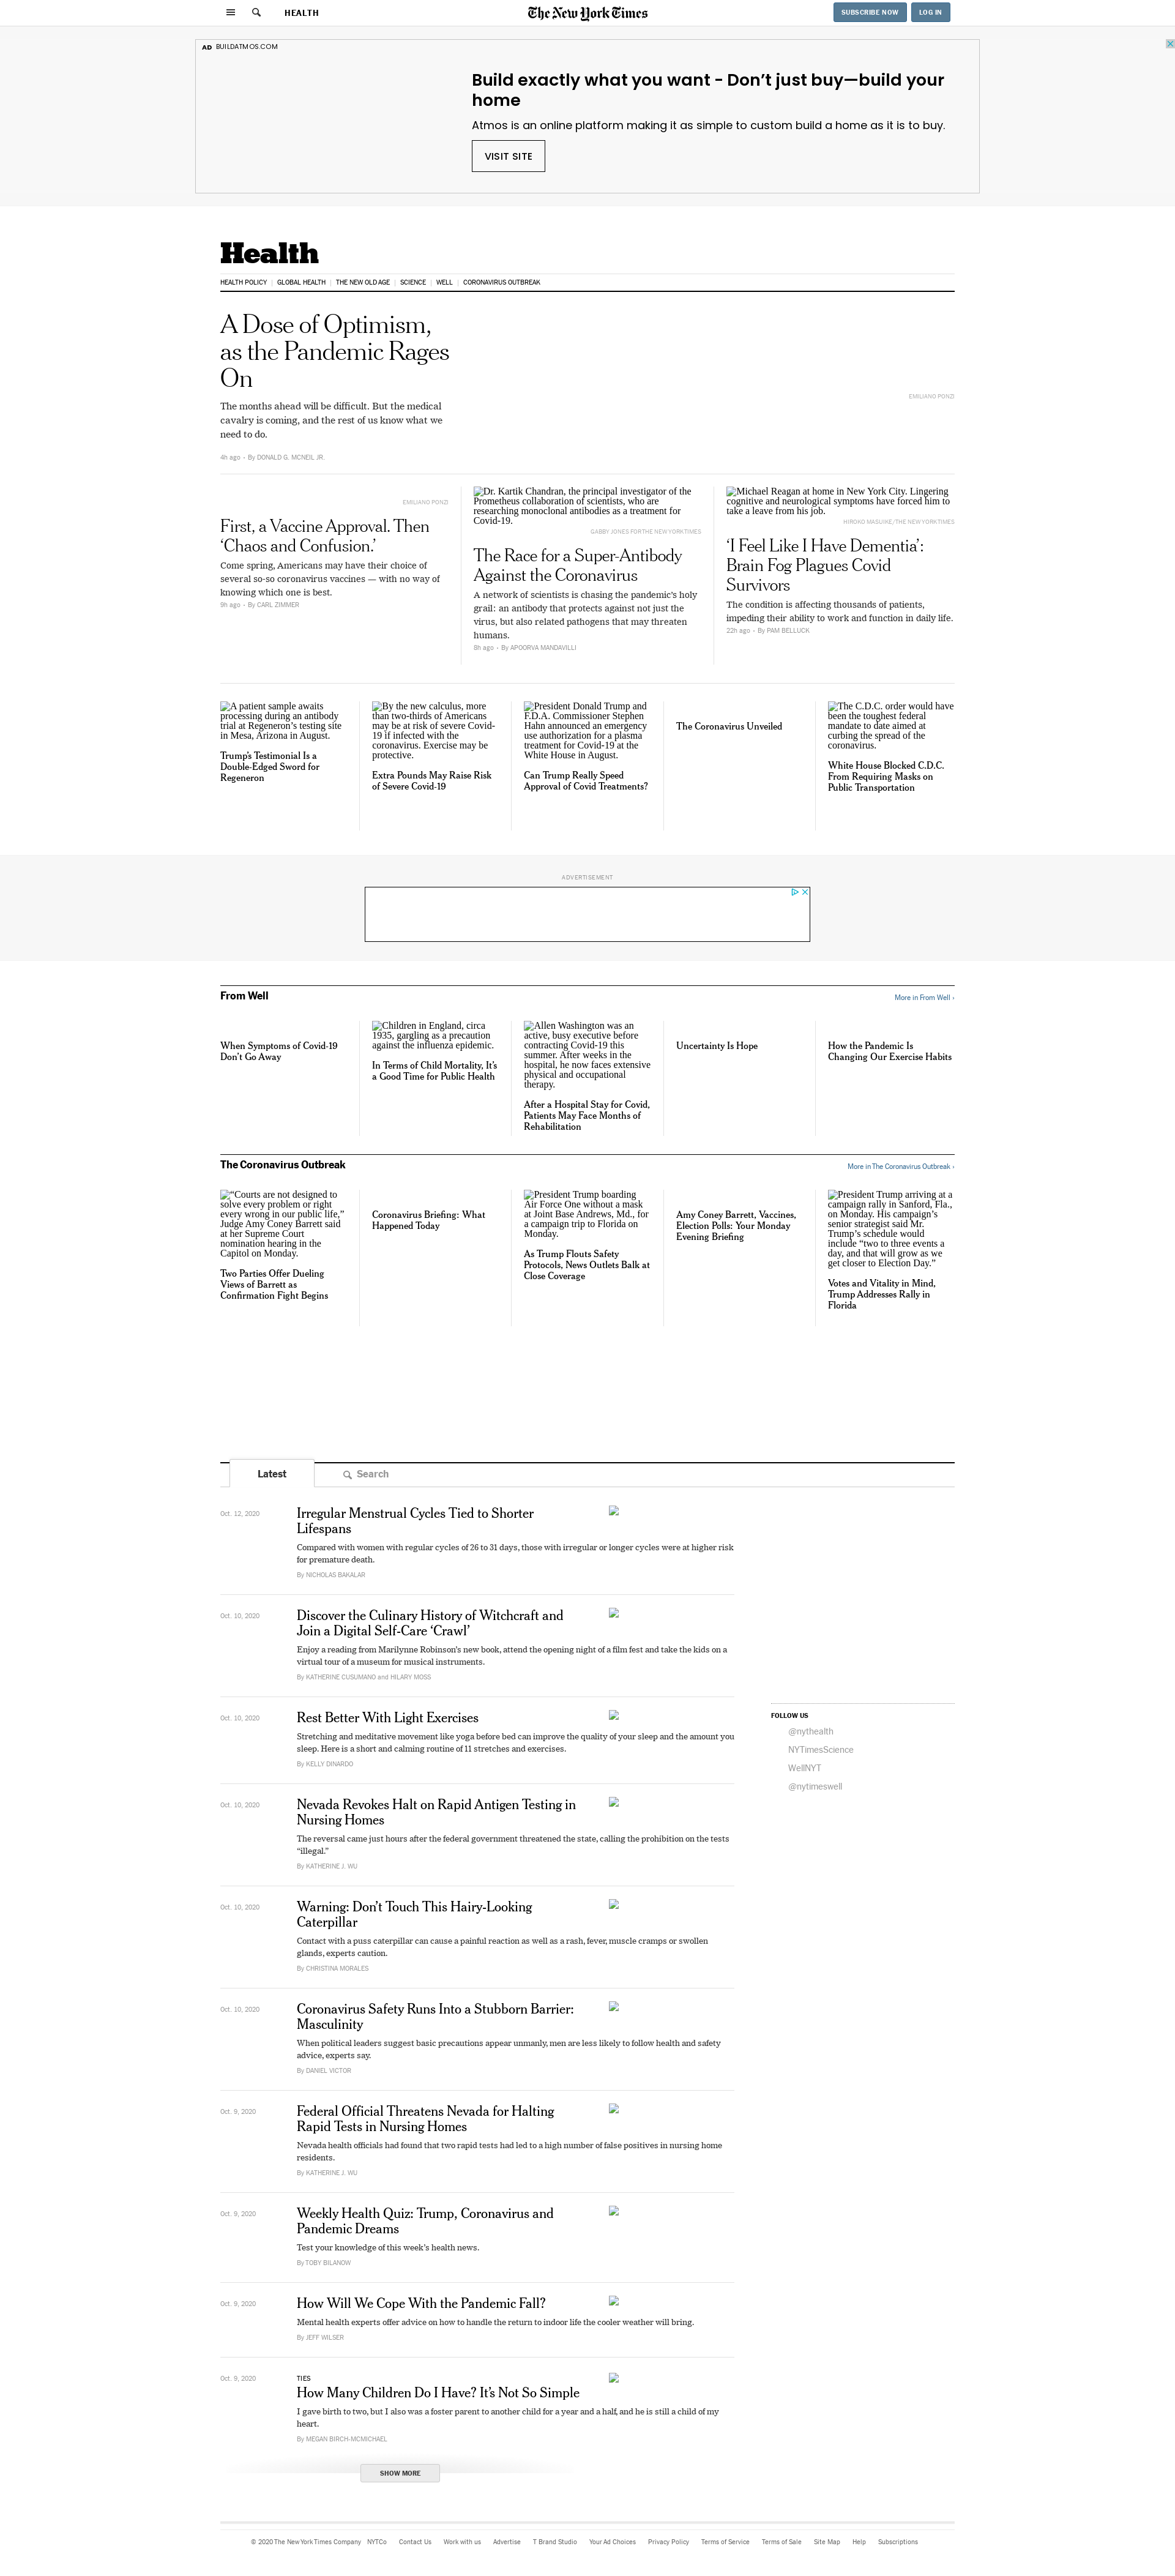 HEALTH
The New York Times
SUBSCRIBE NOW
LOG IN
AD BUILDATMOS.COM
Build exactly what you want - Don’t just buy—build your
home
Atmos is an online platform making it as simple to custom build a home as it is to buy.
VISIT SITE
Health
HEALTH POLICY | GLOBAL HEALTH | THE NEW OLD AGE | SCIENCE | WELL | CORONAVIRUS OUTBREAK
A Dose of Optimism,
as the Pandemic Rages
On
The months ahead will be difficult. But the medical
cavalry is coming, and the rest of us know what we
need to do.
4h ago • By DONALD G. MCNEIL JR.
EMILIANO PONZI
EMILIANO PONZI
First, a Vaccine Approval. Then
‘Chaos and Confusion.’
Come spring, Americans may have their choice of
several so-so coronavirus vaccines — with no way of
knowing which one is best.
9h ago • By CARL ZIMMER
Dr. Kartik Chandran, the principal investigator of the
Prometheus collaboration of scientists, who are
researching monoclonal antibodies as a treatment for
Covid-19.
GABBY JONES FOR THE NEW YORK TIMES
The Race for a Super-Antibody
Against the Coronavirus
A network of scientists is chasing the pandemic’s holy
grail: an antibody that protects against not just the
virus, but also related pathogens that may threaten
humans.
8h ago • By APOORVA MANDAVILLI
Michael Reagan at home in New York City. Lingering
cognitive and neurological symptoms have forced him to
take a leave from his job.
HIROKO MASUIKE/THE NEW YORK TIMES
‘I Feel Like I Have Dementia’:
Brain Fog Plagues Covid
Survivors
The condition is affecting thousands of patients,
impeding their ability to work and function in daily life.
22h ago • By PAM BELLUCK
A patient sample awaits
processing during an antibody
trial at Regeneron’s testing site
in Mesa, Arizona in August.
Trump’s Testimonial Is a
Double-Edged Sword for
Regeneron
By the new calculus, more
than two-thirds of Americans
may be at risk of severe Covid-
19 if infected with the
coronavirus. Exercise may be
protective.
Extra Pounds May Raise Risk
of Severe Covid-19
President Donald Trump and
F.D.A. Commissioner Stephen
Hahn announced an emergency
use authorization for a plasma
treatment for Covid-19 at the
White House in August.
Can Trump Really Speed
Approval of Covid Treatments?
The Coronavirus Unveiled
The C.D.C. order would have
been the toughest federal
mandate to date aimed at
curbing the spread of the
coronavirus.
White House Blocked C.D.C.
From Requiring Masks on
Public Transportation
ADVERTISEMENT
From Well
More in From Well ›
When Symptoms of Covid-19
Don’t Go Away
Children in England, circa
1935, gargling as a precaution
against the influenza epidemic.
In Terms of Child Mortality, It’s
a Good Time for Public Health
Allen Washington was an
active, busy executive before
contracting Covid-19 this
summer. After weeks in the
hospital, he now faces extensive
physical and occupational
therapy.
After a Hospital Stay for Covid,
Patients May Face Months of
Rehabilitation
Uncertainty Is Hope
How the Pandemic Is
Changing Our Exercise Habits
The Coronavirus Outbreak
More in The Coronavirus Outbreak ›
“Courts are not designed to
solve every problem or right
every wrong in our public life,”
Judge Amy Coney Barrett said
at her Supreme Court
nomination hearing in the
Capitol on Monday.
Two Parties Offer Dueling
Views of Barrett as
Confirmation Fight Begins
Coronavirus Briefing: What
Happened Today
President Trump boarding
Air Force One without a mask
at Joint Base Andrews, Md., for
a campaign trip to Florida on
Monday.
As Trump Flouts Safety
Protocols, News Outlets Balk at
Close Coverage
Amy Coney Barrett, Vaccines,
Election Polls: Your Monday
Evening Briefing
President Trump arriving at a
campaign rally in Sanford, Fla.,
on Monday. His campaign’s
senior strategist said Mr.
Trump’s schedule would
include “two to three events a
day, and that will grow as we
get closer to Election Day.”
Votes and Vitality in Mind,
Trump Addresses Rally in
Florida
Latest
Search
Oct. 12, 2020
Irregular Menstrual Cycles Tied to Shorter
Lifespans
Compared with women with regular cycles of 26 to 31 days, those with irregular or longer cycles were at higher risk
for premature death.
By NICHOLAS BAKALAR
Oct. 10, 2020
Discover the Culinary History of Witchcraft and
Join a Digital Self-Care ‘Crawl’
Enjoy a reading from Marilynne Robinson’s new book, attend the opening night of a film fest and take the kids on a
virtual tour of a museum for musical instruments.
By KATHERINE CUSUMANO and HILARY MOSS
Oct. 10, 2020
Rest Better With Light Exercises
Stretching and meditative movement like yoga before bed can improve the quality of your sleep and the amount you
sleep. Here is a short and calming routine of 11 stretches and exercises.
By KELLY DINARDO
FOLLOW US
@nythealth
NYTimesScience
WellNYT
@nytimeswell
Oct. 10, 2020
Nevada Revokes Halt on Rapid Antigen Testing in
Nursing Homes
The reversal came just hours after the federal government threatened the state, calling the prohibition on the tests
“illegal.”
By KATHERINE J. WU
Oct. 10, 2020
Warning: Don’t Touch This Hairy-Looking
Caterpillar
Contact with a puss caterpillar can cause a painful reaction as well as a rash, fever, muscle cramps or swollen
glands, experts caution.
By CHRISTINA MORALES
Oct. 10, 2020
Coronavirus Safety Runs Into a Stubborn Barrier:
Masculinity
When political leaders suggest basic precautions appear unmanly, men are less likely to follow health and safety
advice, experts say.
By DANIEL VICTOR
Oct. 9, 2020
Federal Official Threatens Nevada for Halting
Rapid Tests in Nursing Homes
Nevada health officials had found that two rapid tests had led to a high number of false positives in nursing home
residents.
By KATHERINE J. WU
Oct. 9, 2020
Weekly Health Quiz: Trump, Coronavirus and
Pandemic Dreams
Test your knowledge of this week’s health news.
By TOBY BILANOW
Oct. 9, 2020
How Will We Cope With the Pandemic Fall?
Mental health experts offer advice on how to handle the return to indoor life the cooler weather will bring.
By JEFF WILSER
Oct. 9, 2020
TIES
How Many Children Do I Have? It’s Not So Simple
I gave birth to two, but I also was a foster parent to another child for a year and a half, and he is still a child of my
heart.
By MEGAN BIRCH-MCMICHAEL
SHOW MORE
© 2020 The New York Times Company NYTCo Contact Us Work with us Advertise T Brand Studio Your Ad Choices Privacy Policy Terms of Service Terms of Sale Site Map Help Subscriptions